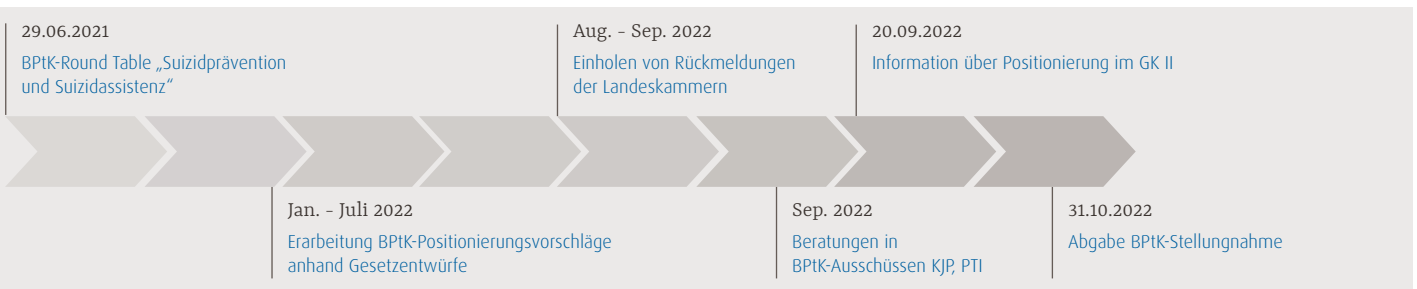 29.06.2021
BPtK-Round Table „Suizidprävention
und Suizidassistenz“
Jan. - Juli 2022
Erarbeitung BPtK-Positionierungsvorschläge
anhand Gesetzentwürfe
Aug. - Sep. 2022
Einholen von Rückmeldungen
der Landeskammern
Sep. 2022
Beratungen in
BPtK-Ausschüssen KJP, PTI
20.09.2022
Information über Positionierung im GK II
31.10.2022
Abgabe BPtK-Stellungnahme